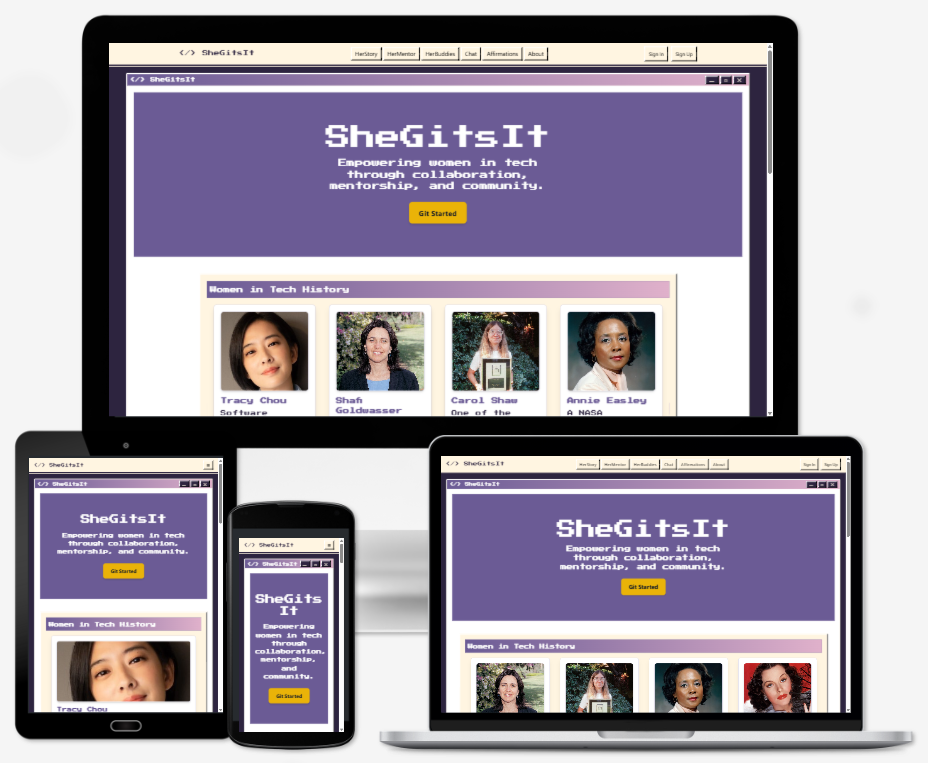 </> SheGitsIt
HerStory HerMentor HerBuddies Chat Affirmations About
Sign In Sign Up
</> SheGitsIt
SheGitsIt
Empowering women in tech
through collaboration,
mentorship, and community.
Git Started
Women in Tech History
Tracy Chou
Software
Shafi
Goldwasser
Carol Shaw
One of the
Annie Easley
A NASA
</> SheGitsIt
</> SheGitsIt
SheGitsIt
Empowering women in tech
through collaboration,
mentorship, and community.
Git Started
Women in Tech History
Tracy Chou
</> SheGitsIt
</> SheGitsIt
SheGits
It
Empowering
women in tech
through
collaboration,
mentorship,
and
community.
Git Started
</> SheGitsIt
HerStory HerMentor HerBuddies Chat Affirmations About
Sign In Sign Up
</> SheGitsIt
SheGitsIt
Empowering women in tech
through collaboration,
mentorship, and community.
Git Started
Women in Tech History